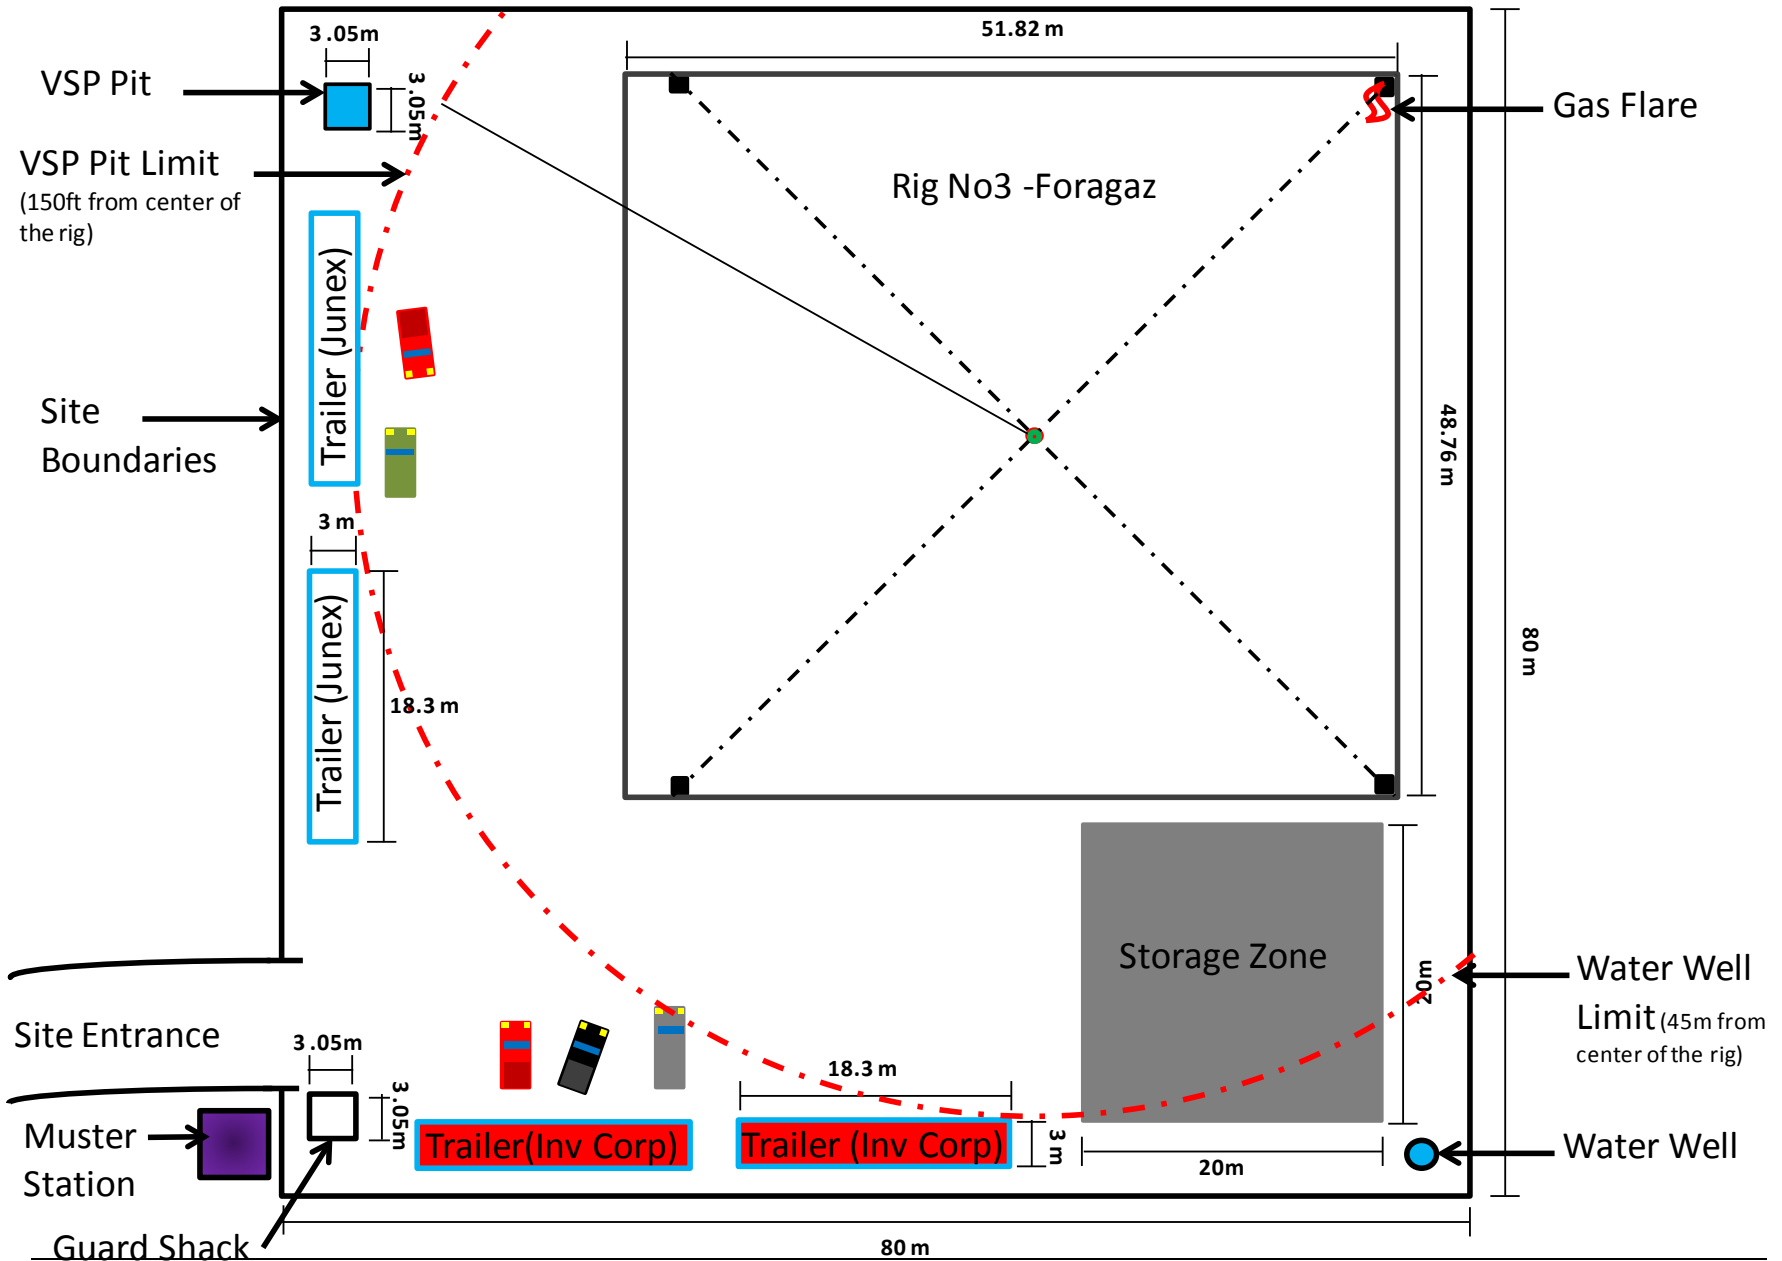 3.05m
51.82 m
VSP Pit
3.05m
Gas Flare
VSP Pit Limit
(150ft from center of
the rig)
Rig No3 -Foragaz
Trailer (Junex)
Site
Boundaries
48.76 m
3 m
Trailer (Junex)
18.3 m
80 m
Storage Zone
20m
Water Well
Limit (45m from
center of the rig)
Site Entrance
3.05m
3.05m
18.3 m
Muster
Station
Trailer(Inv Corp)
Trailer (Inv Corp)
3 m
20m
Water Well
Guard Shack
80 m